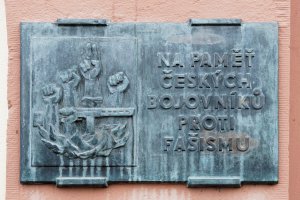 NA PAMĚŤ
ČESKÝCH
BOJOVNÍKŮ
PROTI
FAŠISMU